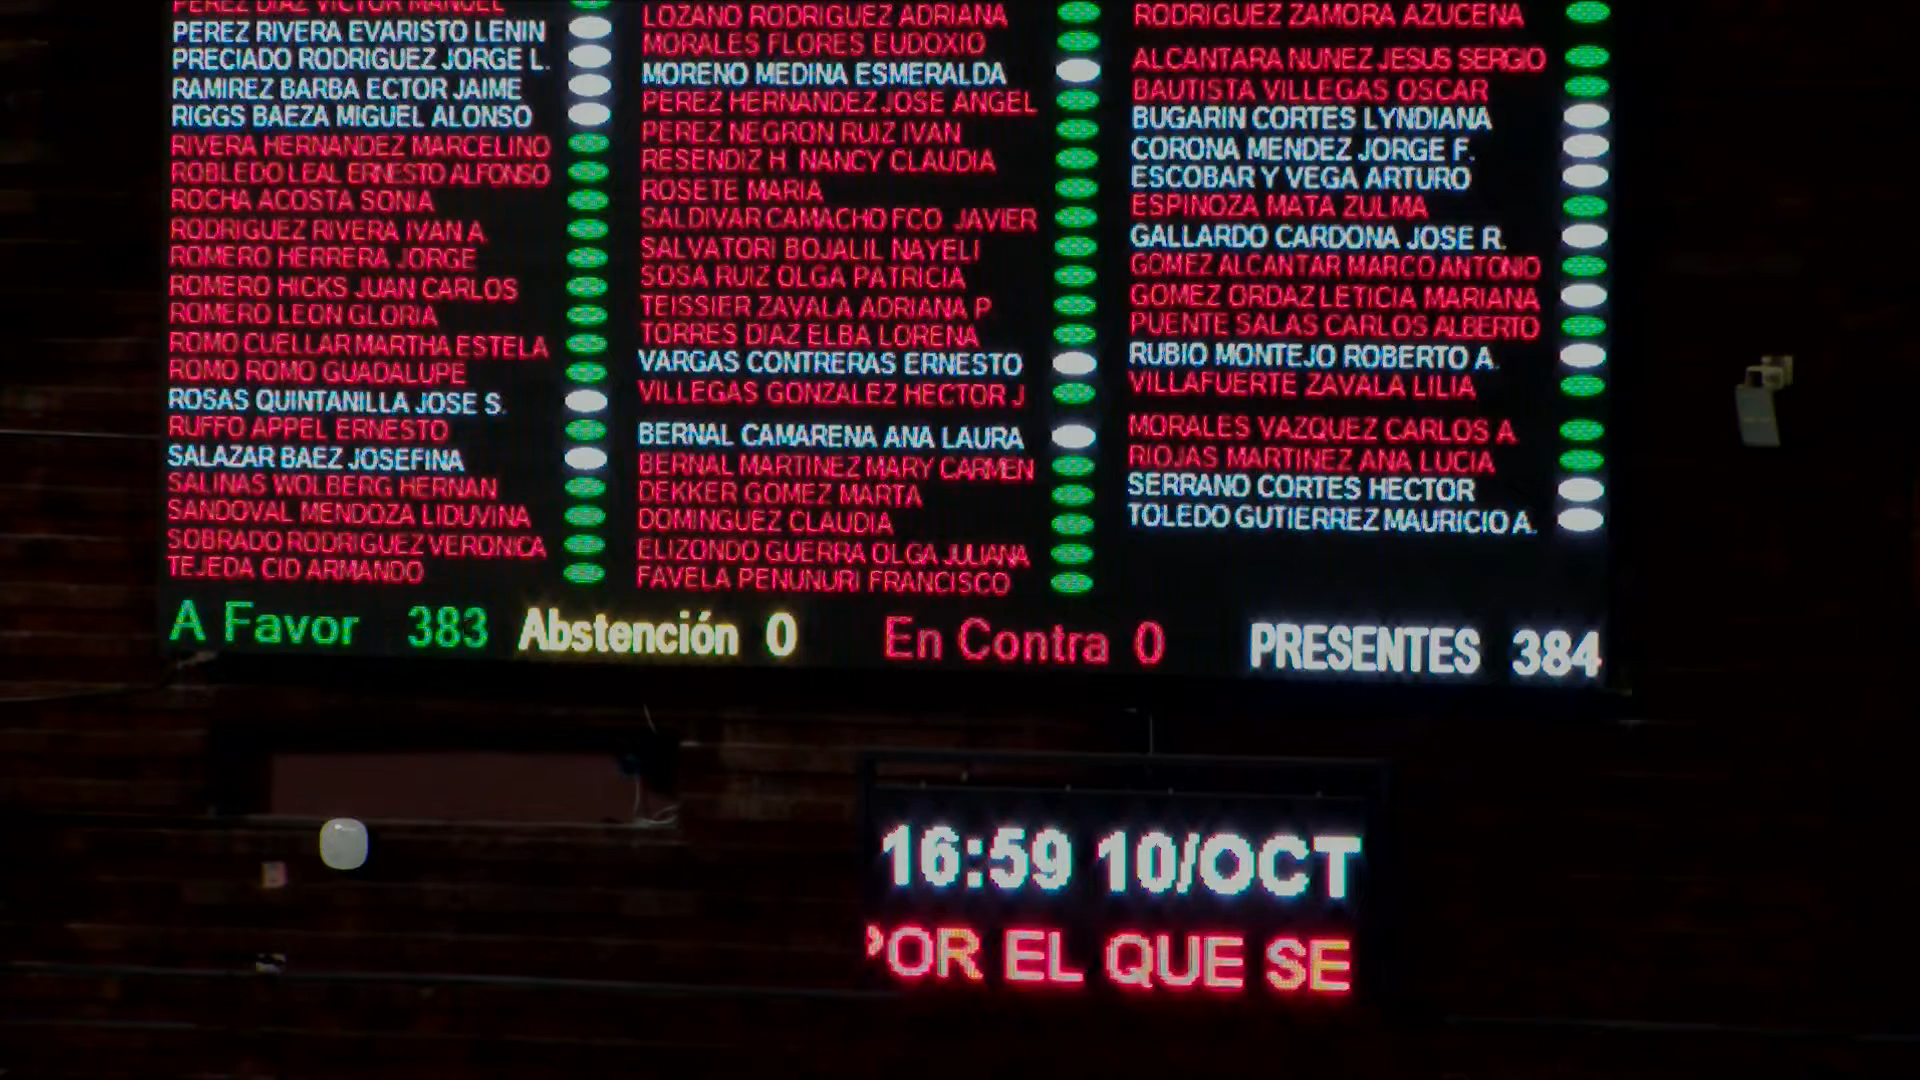 PEREZ DIAZ VICTOR MANUEL
PEREZ RIVERA EVARISTO LENIN
PRECIADO RODRIGUEZ JORGE L.
RAMIREZ BARBA ECTOR JAIME
RIGGS BAEZA MIGUEL ALONSO
RIVERA HERNANDEZ MARCELINO
ROBLEDO LEAL ERNESTO ALFONSO
ROCHA ACOSTA SONIA
RODRIGUEZ RIVERA IVAN A.
ROMERO HERRERA JORGE
ROMERO HICKS JUAN CARLOS
ROMERO LEON GLORIA
ROMO CUELLAR MARTHA ESTELA
ROMO ROMO GUADALUPE
ROSAS QUINTANILLA JOSE S.
RUFFO APPEL ERNESTO
SALAZAR BAEZ JOSEFINA
SALINAS WOLBERG HERNAN
SANDOVAL MENDOZA LIDUVINA
SOBRADO RODRIGUEZ VERONICA
TEJEDA CID ARMANDO
LOZANO RODRIGUEZ ADRIANA
MORALES FLORES EUDOXIO
MORENO MEDINA ESMERALDA
PEREZ HERNANDEZ JOSE ANGEL
PEREZ NEGRON RUIZ IVAN
RESENDIZ H NANCY CLAUDIA
ROSETE MARIA
SALDIVAR CAMACHO FCO JAVIER
SALVATORI BOJALIL NAYELI
SOSA RUIZ OLGA PATRICIA
TEISSIER ZAVALA ADRIANA P
TORRES DIAZ ELBA LORENA
VARGAS CONTRERAS ERNESTO
VILLEGAS GONZALEZ HECTOR J
BERNAL CAMARENA ANA LAURA
BERNAL MARTINEZ MARY CARMEN
DEKKER GOMEZ MARTA
DOMINGUEZ CLAUDIA
ELIZONDO GUERRA OLGA JULIANA
FAVELA PENUNURI FRANCISCO
RODRIGUEZ ZAMORA AZUCENA
ALCANTARA NUNEZ JESUS SERGIO
BAUTISTA VILLEGAS OSCAR
BUGARIN CORTES LYNDIANA
CORONA MENDEZ JORGE F.
ESCOBAR Y VEGA ARTURO
ESPINOZA MATA ZULMA
GALLARDO CARDONA JOSE R.
GOMEZ ALCANTAR MARCO ANTONIO
GOMEZ ORDAZ LETICIA MARIANA
PUENTE SALAS CARLOS ALBERTO
RUBIO MONTEJO ROBERTO A.
VILLAFUERTE ZAVALA LILIA
MORALES VAZQUEZ CARLOS A
RIOJAS MARTINEZ ANA LUCIA
SERRANO CORTES HECTOR
TOLEDO GUTIERREZ MAURICIO A.
A Favor 383 Abstención 0 En Contra 0 PRESENTES 384
16:59 10/OCT
POR EL QUE SE